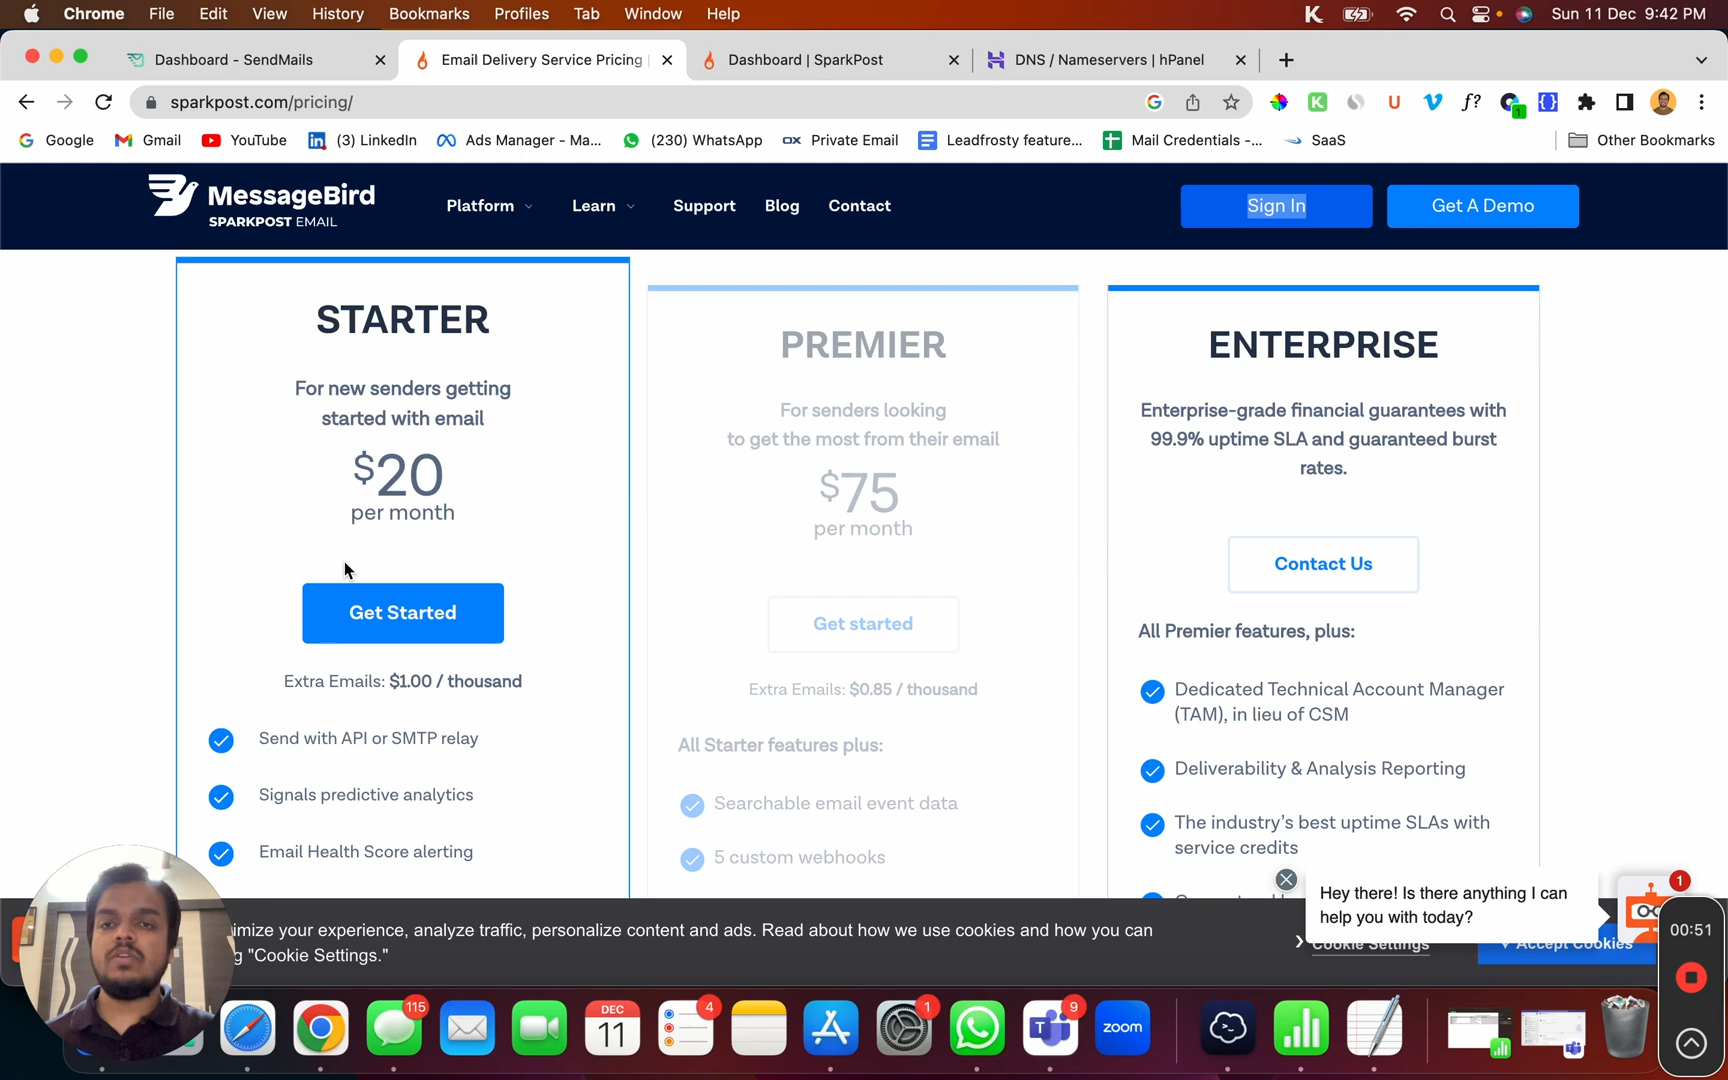 Chrome File Edit View History Bookmarks Profiles Tab Window Help Sun 11 Dec 9:42 PM
Dashboard - SendMails Email Delivery Service Pricing Dashboard | SparkPost DNS / Nameservers | hPanel
sparkpost.com/pricing/
Google Gmail YouTube (3) LinkedIn Ads Manager - Ma... (230) WhatsApp Private Email Leadfrosty feature... Mail Credentials -... SaaS Other Bookmarks
MessageBird
SPARKPOST EMAIL
Platform Learn Support Blog Contact Sign In Get A Demo
STARTER
For new senders getting
started with email
$20
per month
Get Started
Extra Emails: $1.00 / thousand
Send with API or SMTP relay
Signals predictive analytics
Email Health Score alerting
PREMIER
For senders looking
to get the most from their email
$75
per month
Get started
Extra Emails: $0.85 / thousand
All Starter features plus:
Searchable email event data
5 custom webhooks
ENTERPRISE
Enterprise-grade financial guarantees with
99.9% uptime SLA and guaranteed burst
rates.
Contact Us
All Premier features, plus:
Dedicated Technical Account Manager
(TAM), in lieu of CSM
Deliverability & Analysis Reporting
The industry's best uptime SLAs with
service credits
Hey there! Is there anything I can
help you with today?
1
imize your experience, analyze traffic, personalize content and ads. Read about how we use cookies and how you can
g "Cookie Settings."
Cookie Settings
Accept Cookies
00:51
115
DEC
11
4
1
9
zoom